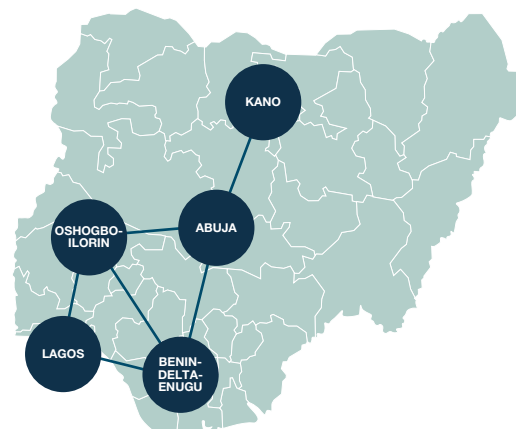 KANO
ABUJA
OSHOGBO-
ILORIN
LAGOS
BENIN-
DELTA-
ENUGU